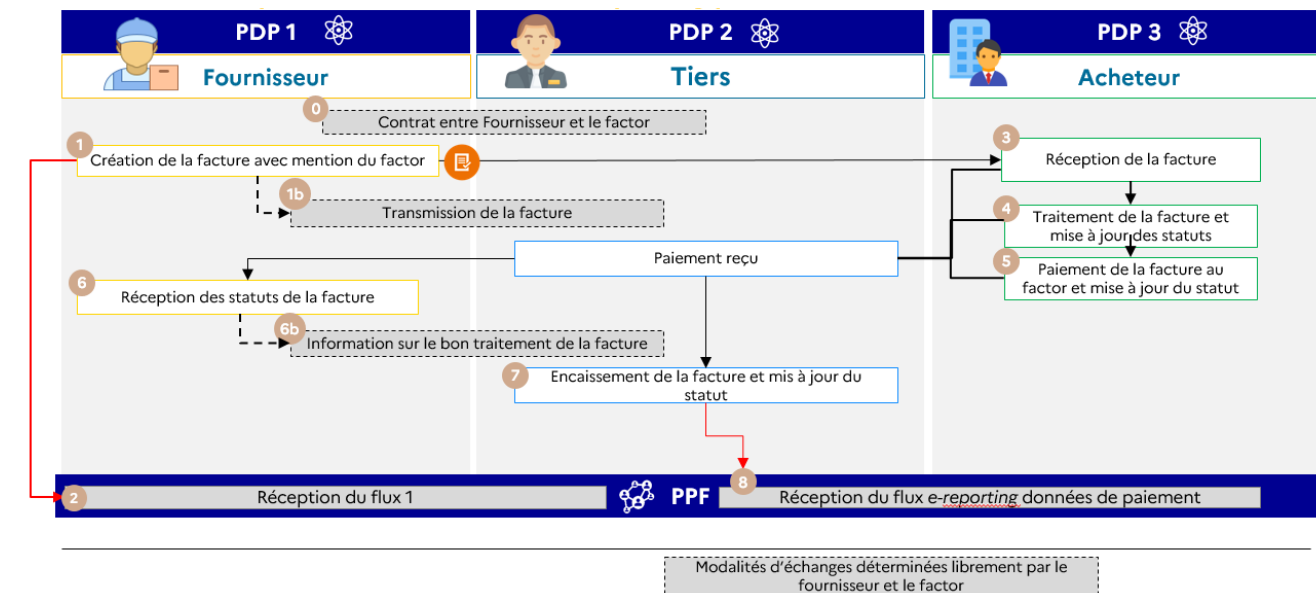 PDP 1
PDP 2
PDP 3
Fournisseur
Tiers
Acheteur
0
Contrat entre Fournisseur et le factor
1
Création de la facture avec mention du factor
3
Réception de la facture
1b
Transmission de la facture
4
Traitement de la facture et
mise à jour des statuts
Paiement reçu
5
Paiement de la facture au
factor et mise à jour du statut
6
Réception des statuts de la facture
6b
Information sur le bon traitement de la facture
7
Encaissement de la facture et mis à jour du
statut
2
Réception du flux 1
PPF
8
Réception du flux e-reporting données de paiement
Modalités d'échanges déterminées librement par le
fournisseur et le factor